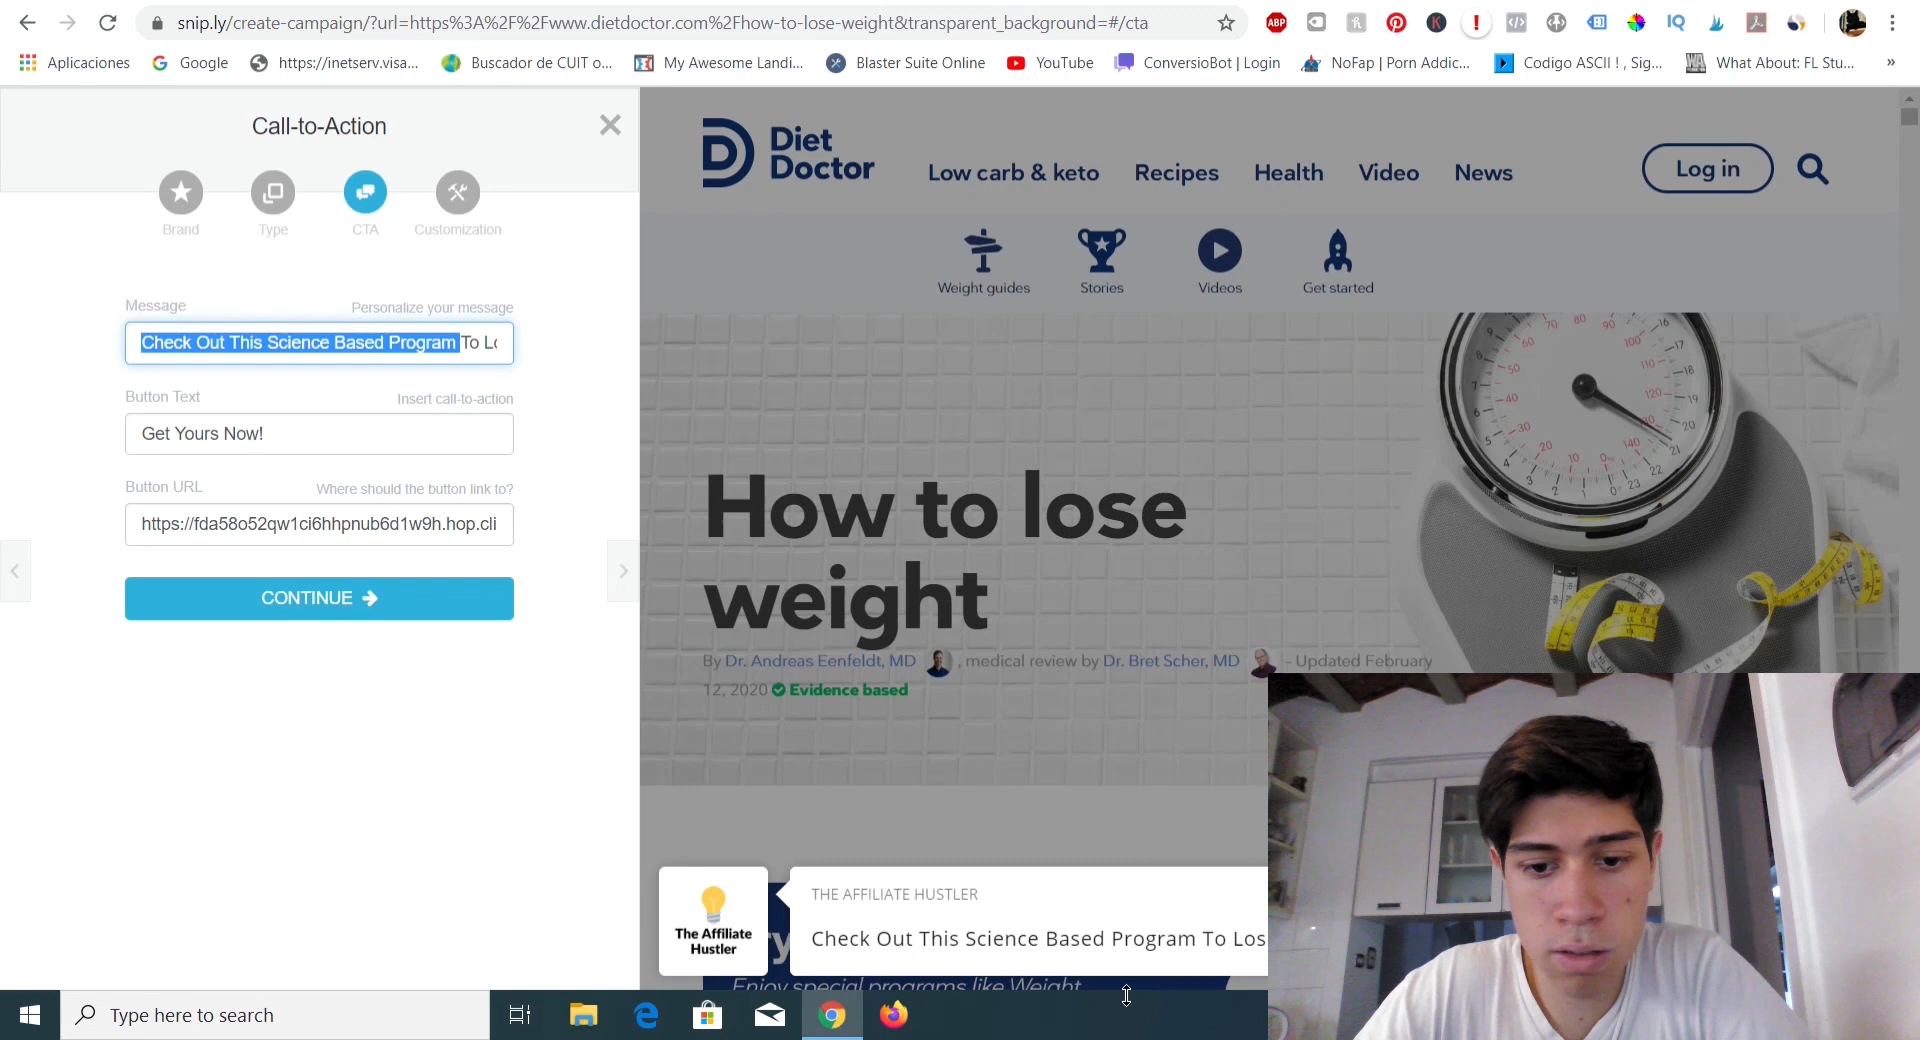 snip.ly/create-campaign/?url=https%3A%2F%2Fwww.dietdoctor.com%2Fhow-to-lose-weight&transparent_background=#/cta
ABP
Aplicaciones
Google
https://inetserv.visa...
Buscador de CUIT o...
My Awesome Landi...
Blaster Suite Online
YouTube
ConversioBot | Login
NoFap | Porn Addic...
Codigo ASCII ! , Sig...
What About: FL Stu...
»
Call-to-Action
Brand
Type
CTA
Customization
Message
Personalize your message
Check Out This Science Based Program To Lo
Button Text
Insert call-to-action
Get Yours Now!
Button URL
Where should the button link to?
https://fda58o52qw1ci6hhpnub6d1w9h.hop.cli
CONTINUE
Diet
Doctor
Low carb & keto
Recipes
Health
Video
News
Log in
Weight guides
Stories
Videos
Get started
How to lose
weight
By Dr. Andreas Eenfeldt, MD , medical review by Dr. Bret Scher, MD - Updated February
12, 2020 Evidence based
The Affiliate
Hustler
THE AFFILIATE HUSTLER
Check Out This Science Based Program To Los
Enjoy special programs like Weight
Type here to search